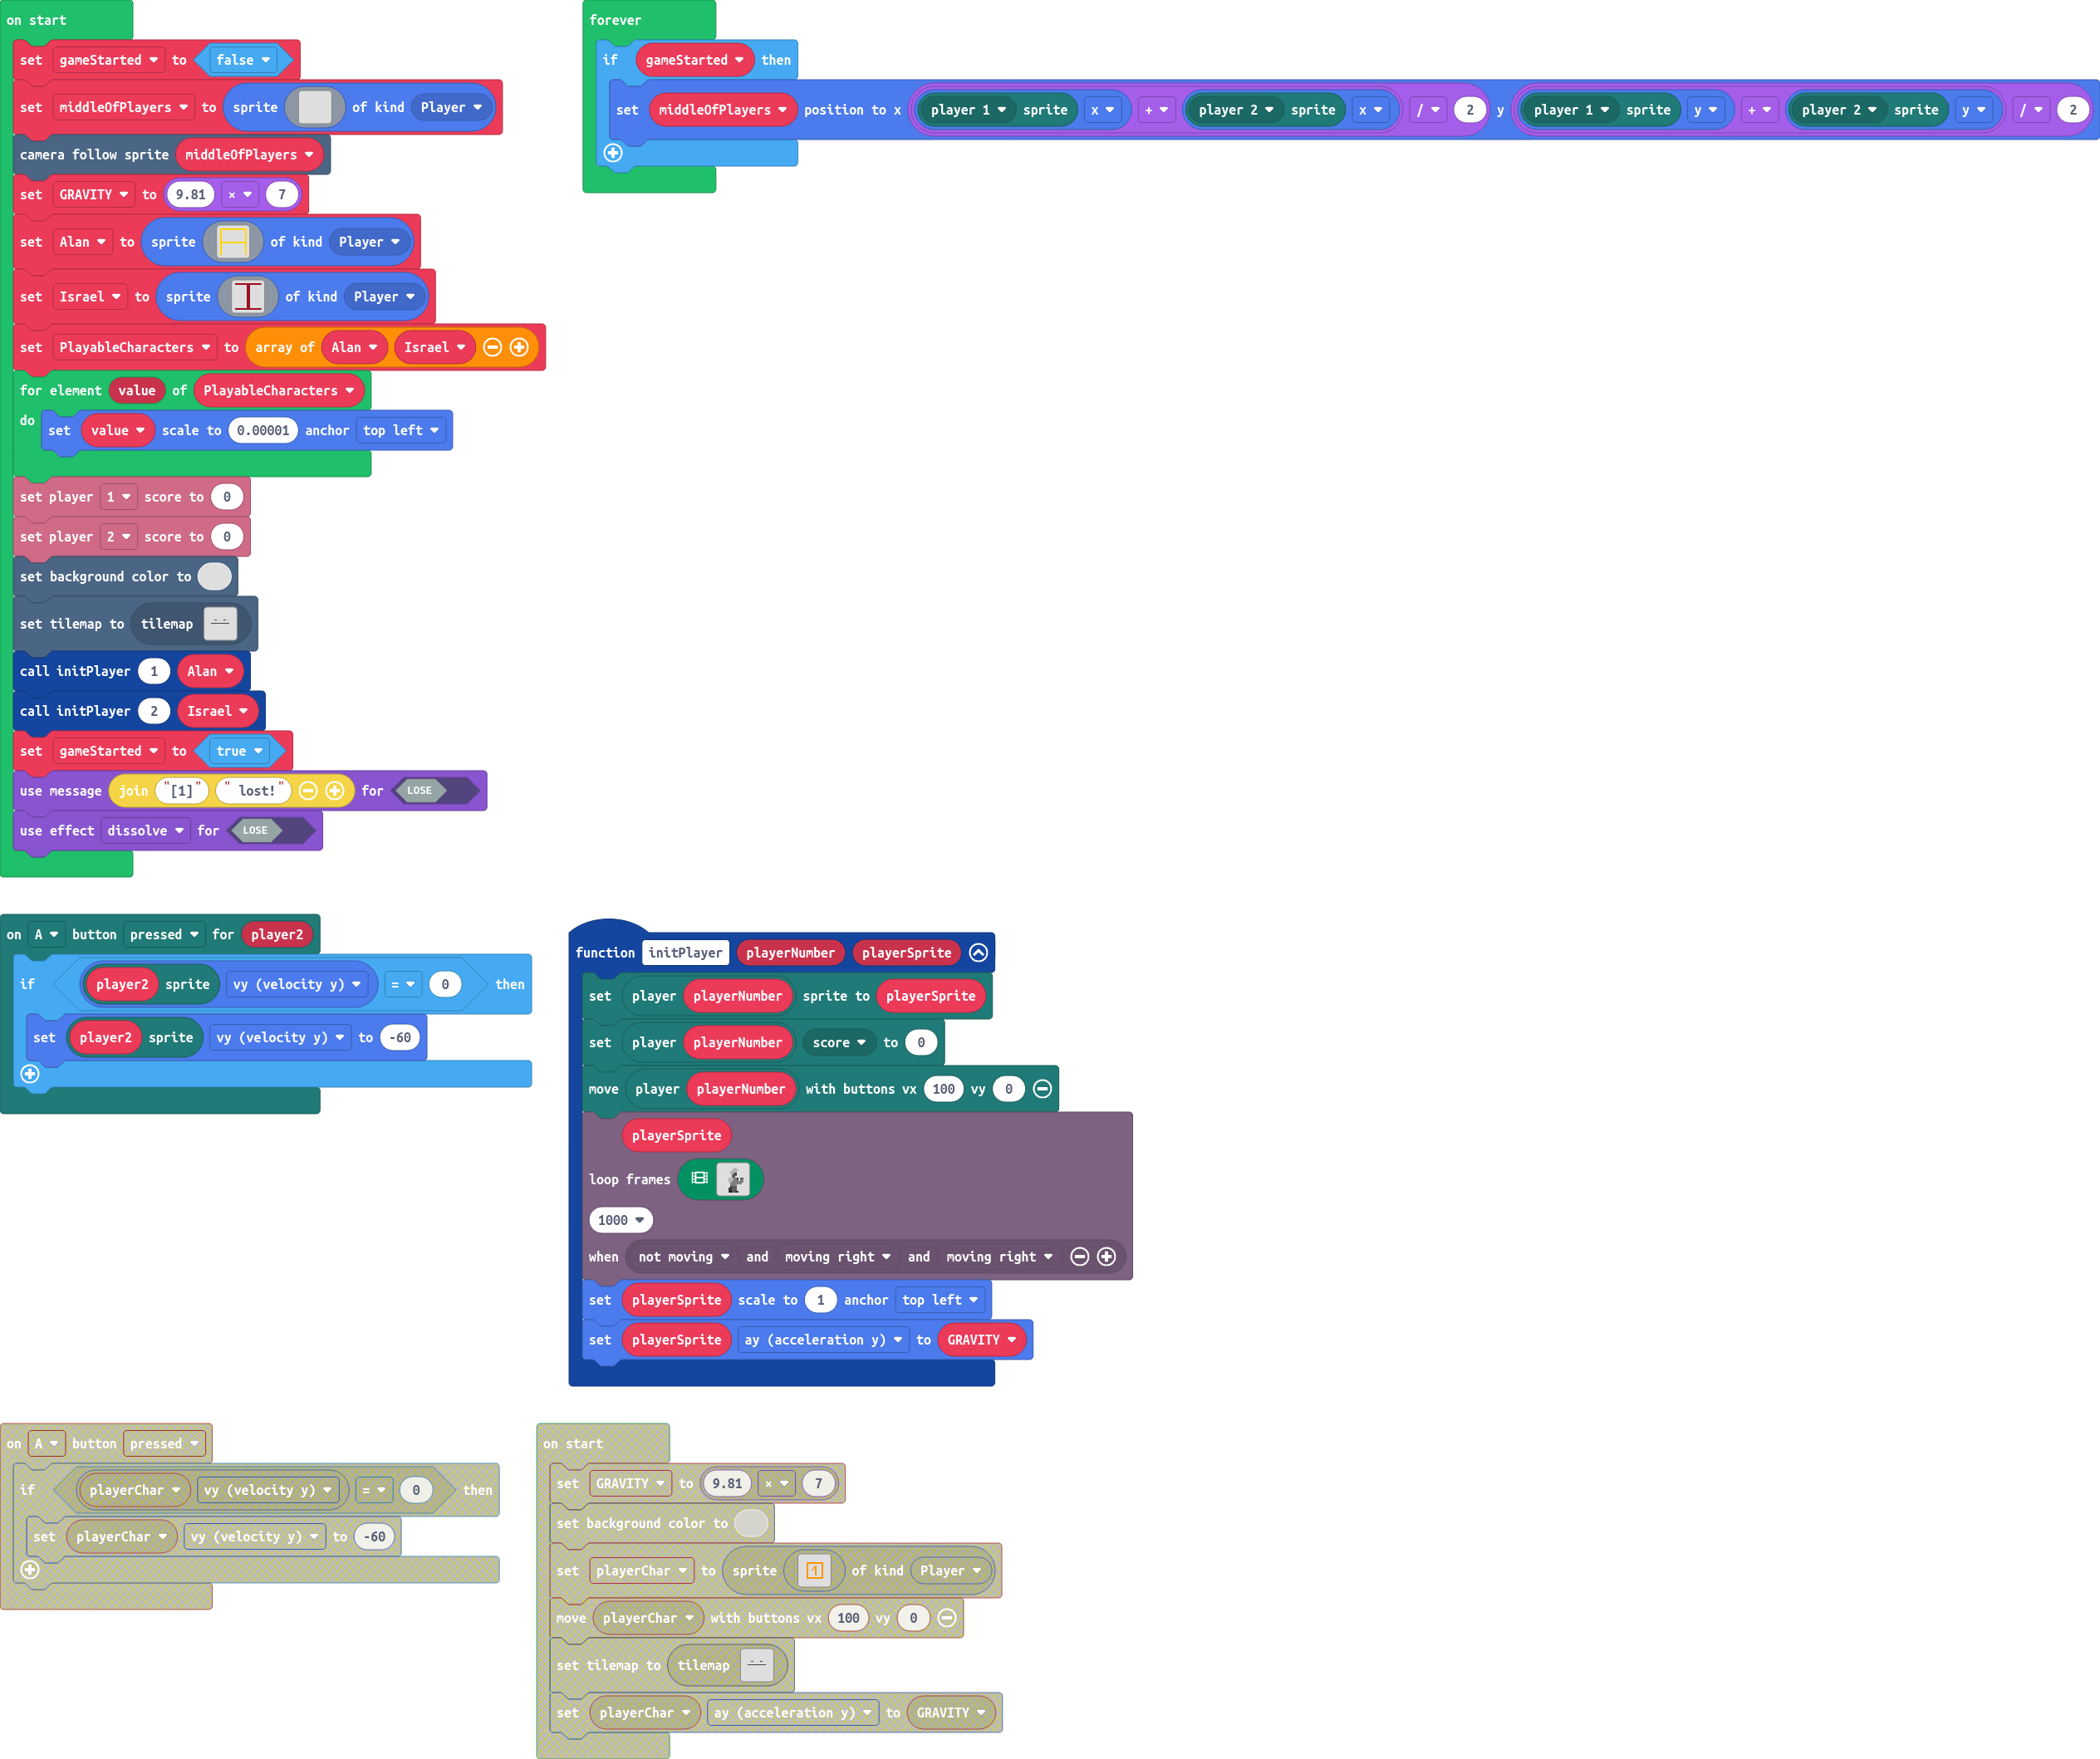 on start
set gameStarted to false
set middleOfPlayers to sprite of kind Player
camera follow sprite middleOfPlayers
set GRAVITY to 9.81 × 7
set Alan to sprite of kind Player
set Israel to sprite of kind Player
set PlayableCharacters to array of Alan Israel
for element value of PlayableCharacters
do set value scale to 0.00001 anchor top left
set player 1 score to 0
set player 2 score to 0
set background color to
set tilemap to tilemap
call initPlayer 1 Alan
call initPlayer 2 Israel
set gameStarted to true
use message join "[1]" " lost!" for LOSE
use effect dissolve for LOSE
forever
if gameStarted then
set middleOfPlayers position to x player 1 sprite x + player 2 sprite x / 2 y player 1 sprite y + player 2 sprite y / 2
on A button pressed for player2
if player2 sprite vy (velocity y) = 0 then
set player2 sprite vy (velocity y) to -60
function initPlayer playerNumber playerSprite
set player playerNumber sprite to playerSprite
set player playerNumber score to 0
move player playerNumber with buttons vx 100 vy 0
playerSprite
loop frames
1000
when not moving and moving right and moving right
set playerSprite scale to 1 anchor top left
set playerSprite ay (acceleration y) to GRAVITY
on A button pressed
if playerChar vy (velocity y) = 0 then
set playerChar vy (velocity y) to -60
on start
set GRAVITY to 9.81 × 7
set background color to
set playerChar to sprite 1 of kind Player
move playerChar with buttons vx 100 vy 0
set tilemap to tilemap
set playerChar ay (acceleration y) to GRAVITY